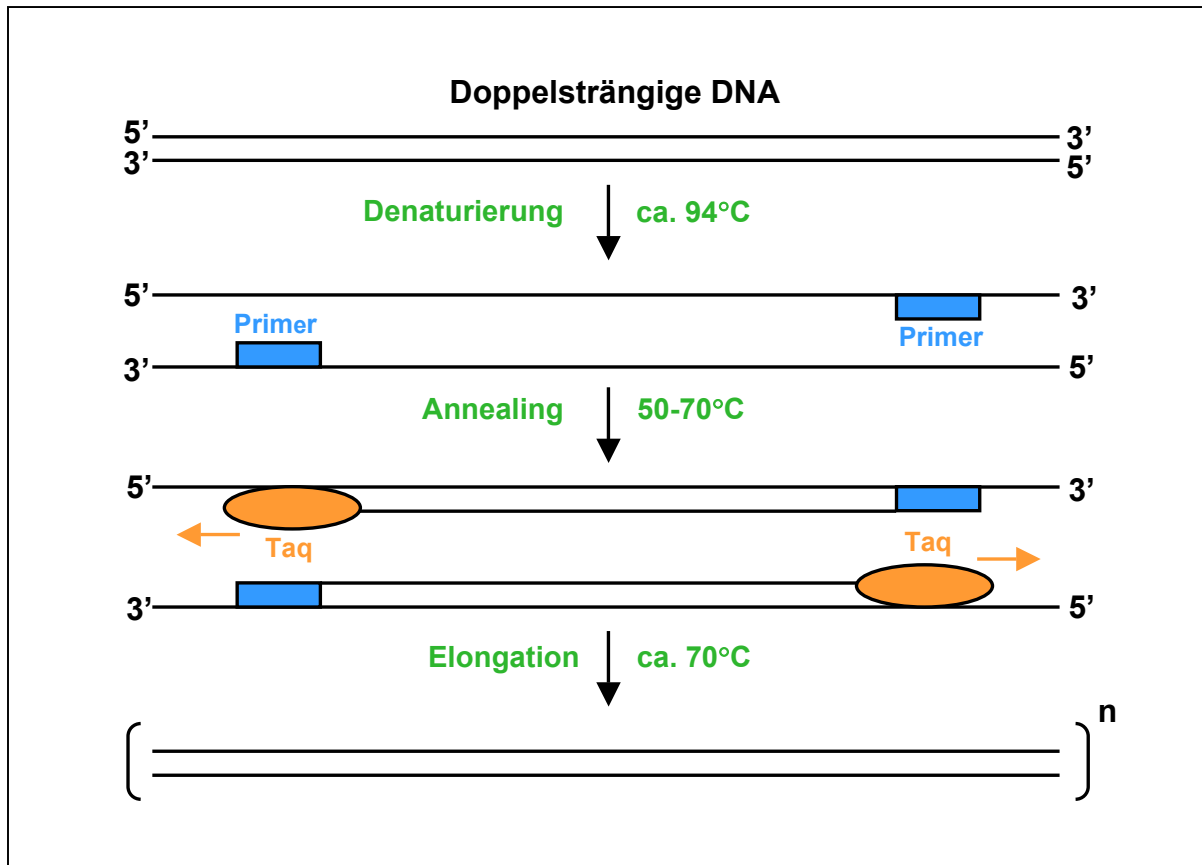 Doppelsträngige DNA
5’ 3’
3’ 5’
Denaturierung ca. 94°C
5’ 3’
Primer Primer
3’ 5’
Annealing 50-70°C
5’ 3’
Taq Taq
3’ 5’
Elongation ca. 70°C
n